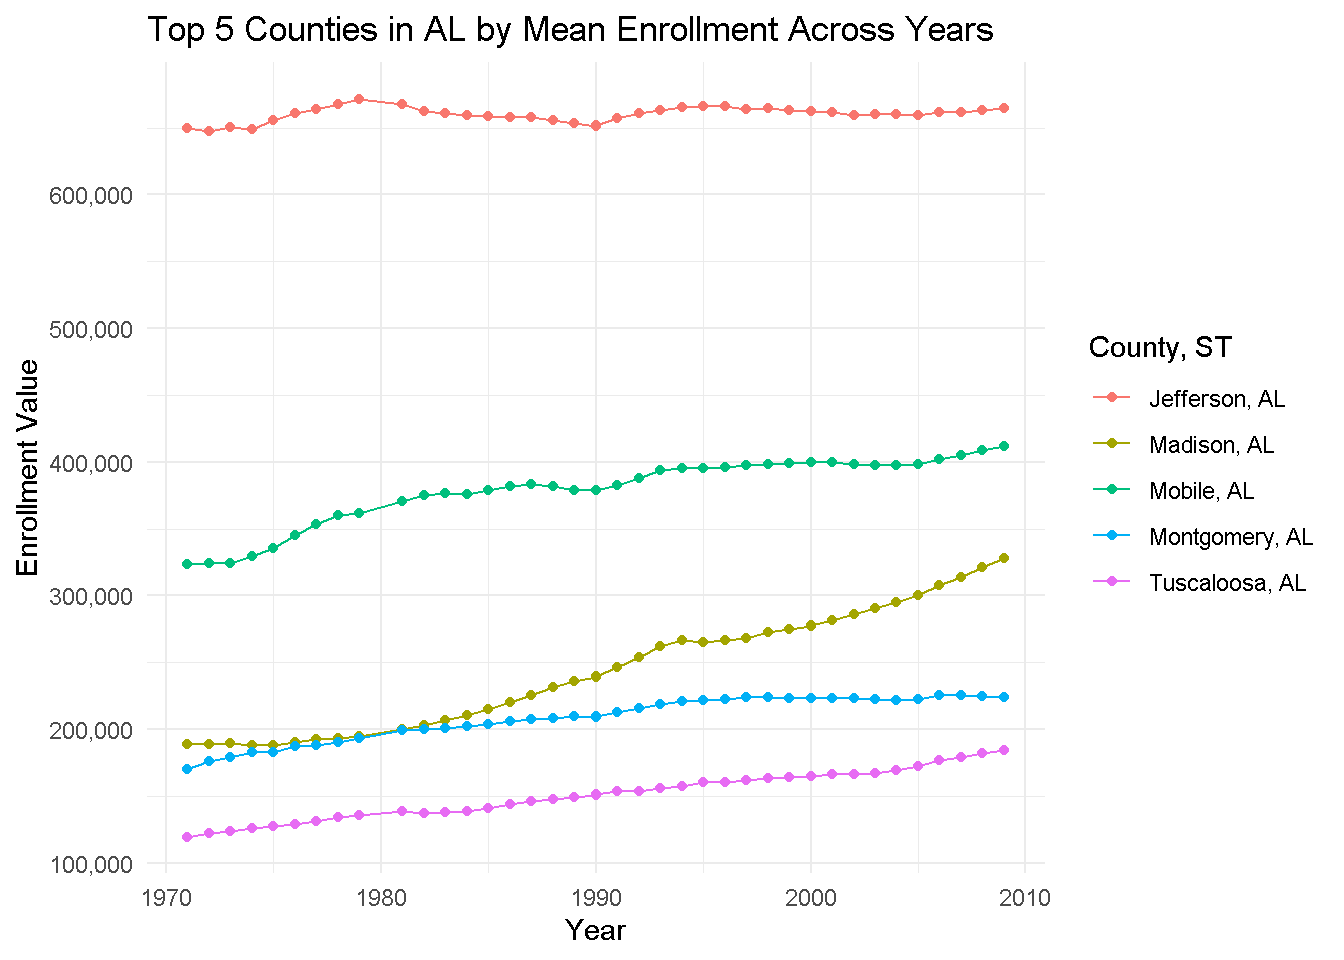 Top 5 Counties in AL by Mean Enrollment Across Years
Enrollment Value
600,000
500,000
400,000
300,000
200,000
100,000
1970
1980
1990
2000
2010
Year
County, ST
Jefferson, AL
Madison, AL
Mobile, AL
Montgomery, AL
Tuscaloosa, AL